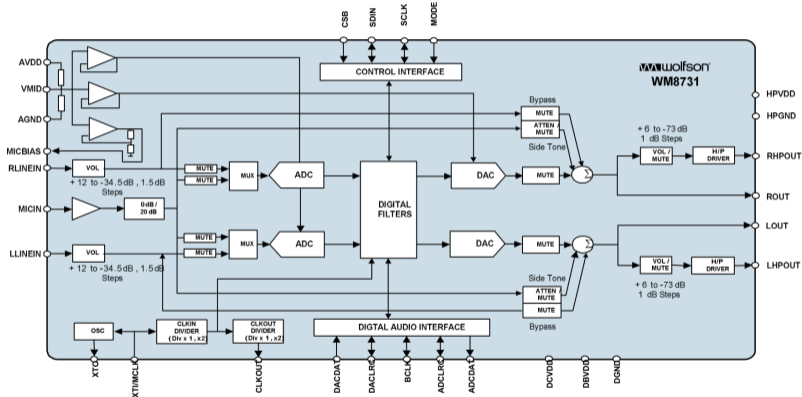 CSB
SDIN
SCLK
MODE
wolfson
WM8731
CONTROL INTERFACE
AVDD
VMID
AGND
MICBIAS
RLINEIN
MICIN
LLINEIN
VOL
+ 12 to -34.5 dB , 1.5 dB
Steps
0 dB /
20 dB
VOL
+ 12 to -34.5 dB , 1.5 dB
Steps
MUTE
MUTE
MUX
ADC
MUTE
MUTE
MUX
ADC
DIGITAL
FILTERS
DAC
MUTE
DAC
MUTE
Bypass
MUTE
ATTEN /
MUTE
Side Tone
Σ
Σ
Side Tone
ATTEN /
MUTE
MUTE
Bypass
+ 6 to -73 dB
1 dB Steps
VOL /
MUTE
H/P
DRIVER
VOL /
MUTE
H/P
DRIVER
+ 6 to -73 dB
1 dB Steps
HPVDD
HPGND
RHPOUT
ROUT
LOUT
LHPOUT
OSC
CLKIN
DIVIDER
(Div x 1, x2)
CLKOUT
DIVIDER
(Div x 1, x2)
DIGTAL AUDIO INTERFACE
XTO
XTI/MCLK
CLKOUT
DACDAT
DACLRC
BCLK
ADCLRC
ADCDAT
DCVDD
DBVDD
DGND